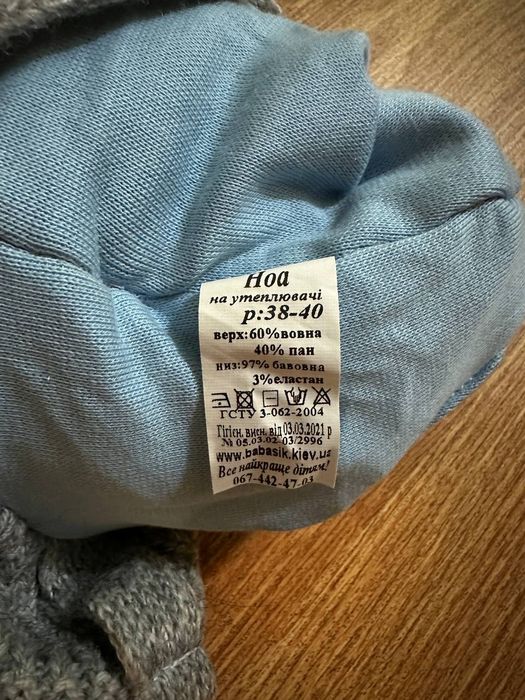 Ноа
на утеплювачі
р:38-40
верх:60%вовна
40% пан
низ:97% бавовна
3%еластан
ГСТУ 3-062-2004
Гігієн. висн. від 03.03.2021 р
№ 05.03.02-03/2996
www.babasik.kiev.ua
Все найкраще дітям!
067-442-47-03